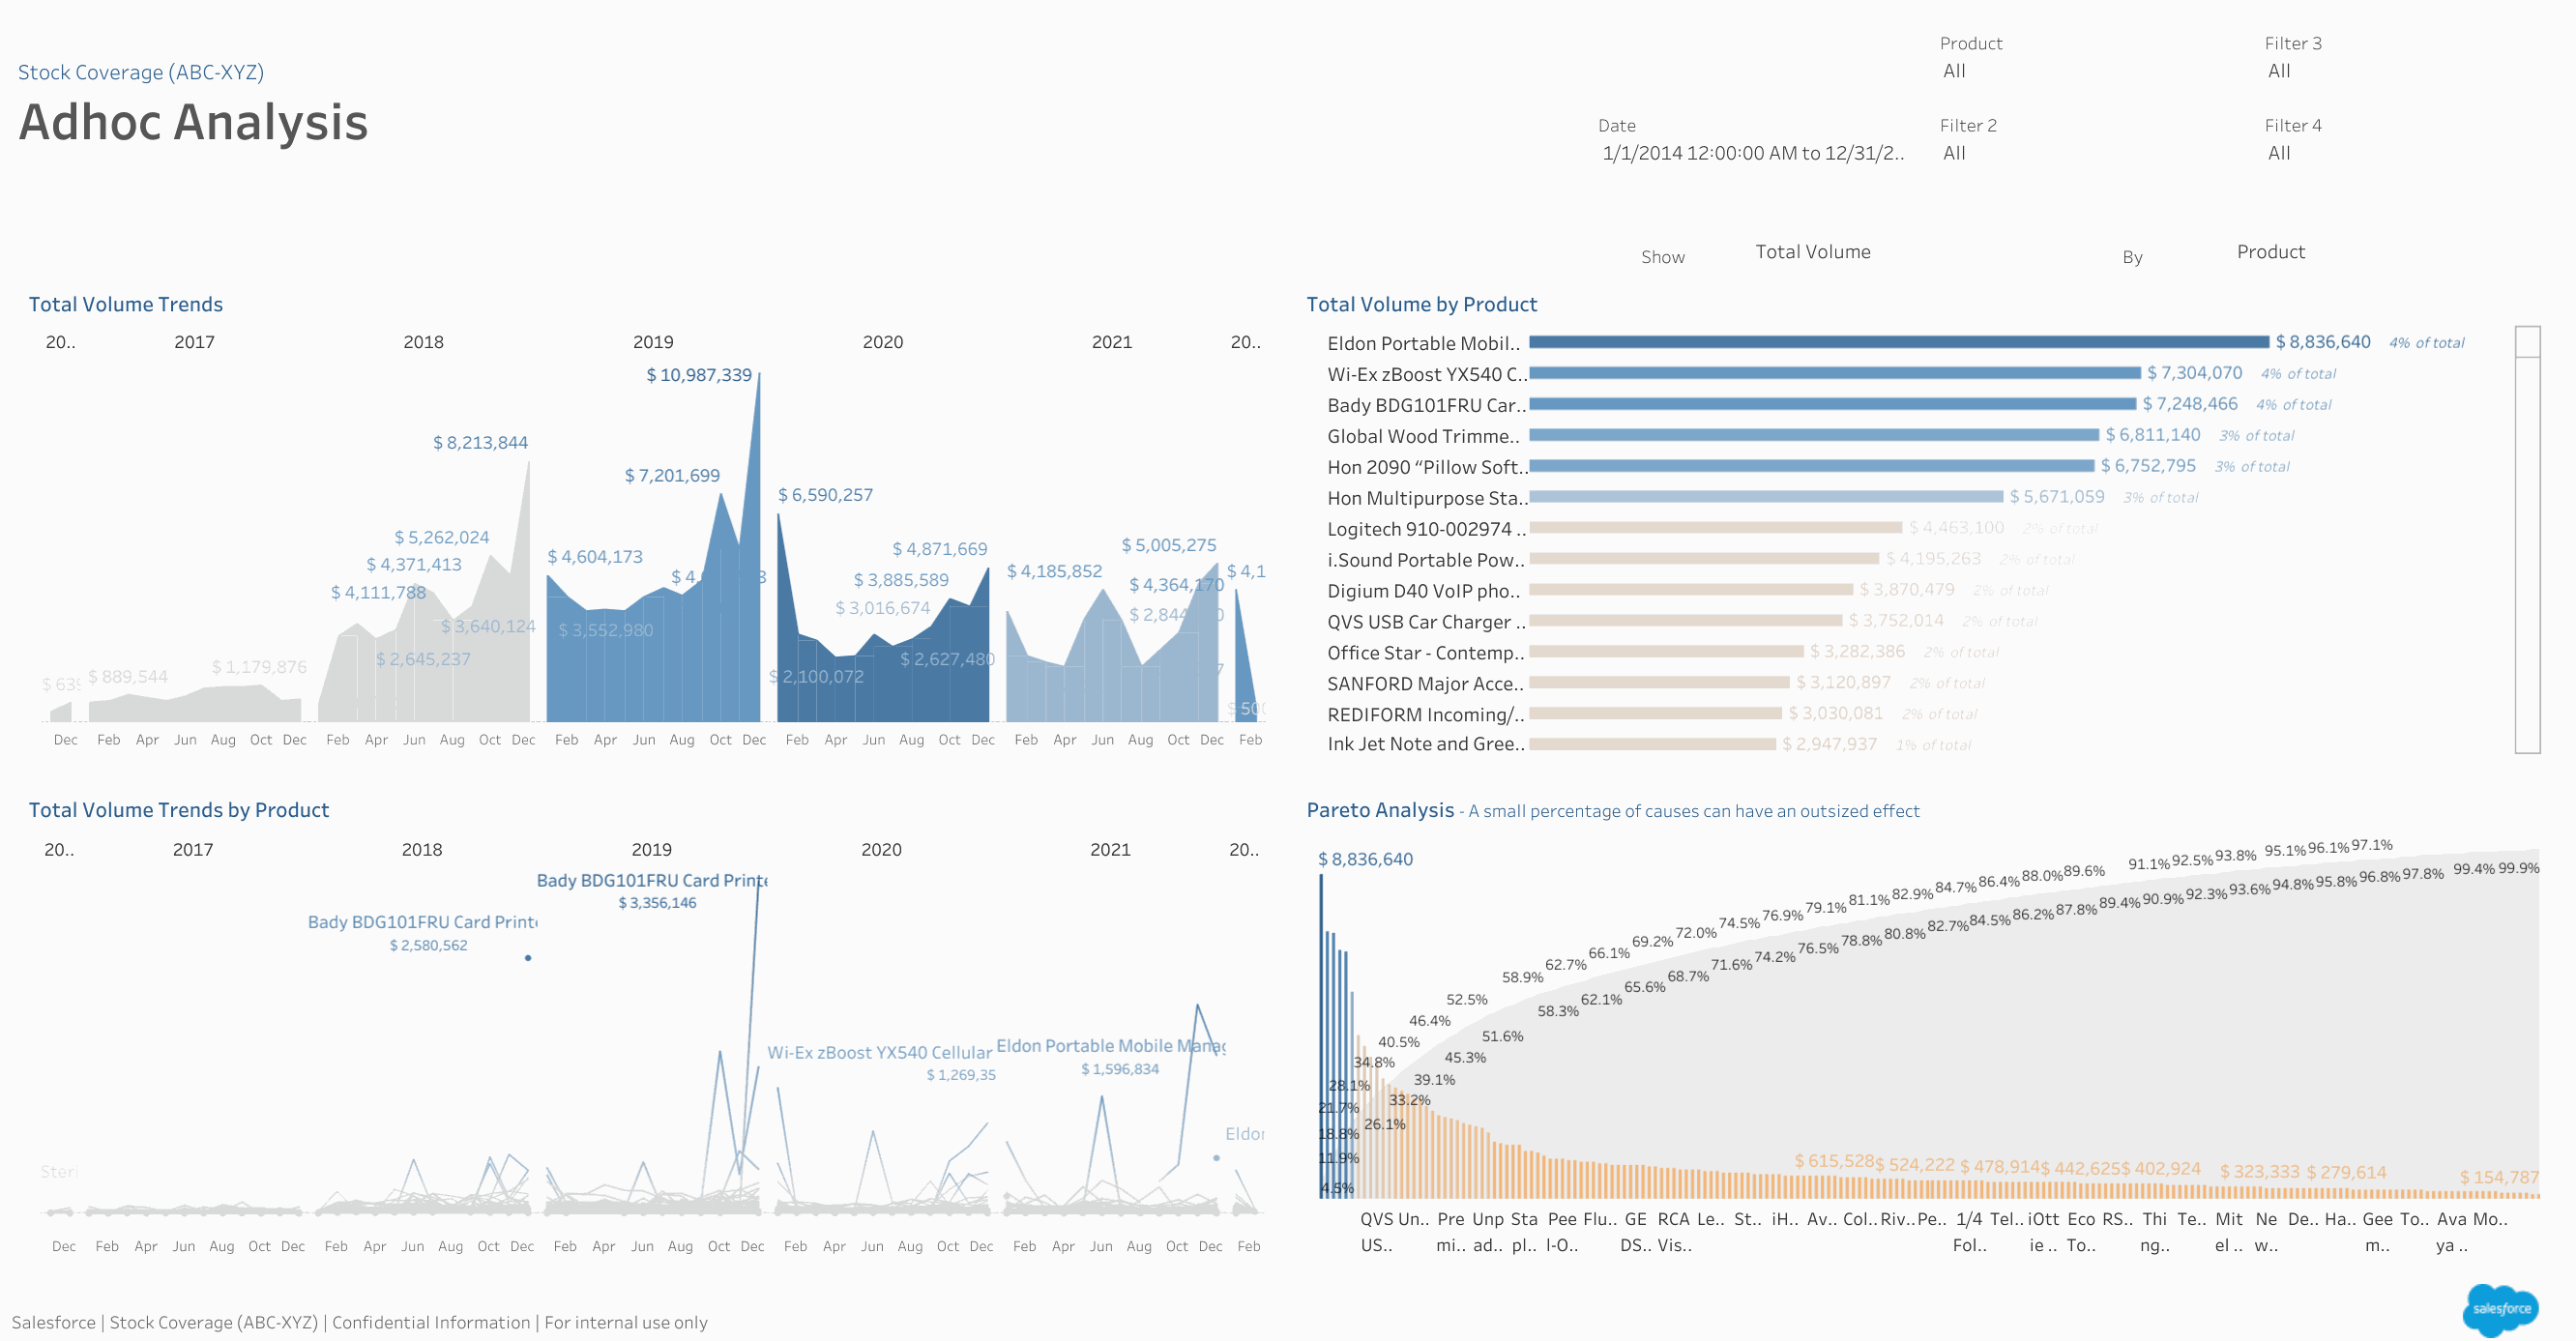 Stock Coverage (ABC-XYZ)
Adhoc Analysis
Product
All
Filter 3
All
Date
1/1/2014 12:00:00 AM to 12/31/2..
Filter 2
All
Filter 4
All
Show Total Volume By Product
Total Volume Trends
20.. 2017 2018 2019 2020 2021 20..
$ 10,987,339
$ 8,213,844
$ 7,201,699
$ 6,590,257
$ 5,262,024
$ 4,871,669
$ 5,005,275
$ 4,604,173
$ 4,371,413
$ 4,185,852
$ 4,1
$ 4,111,788
$ 3,885,589
$ 4,364,170
$ 3,016,674
$ 3,640,124
$ 3,552,980
$ 2,645,237
$ 2,627,480
$ 2,100,072
$ 889,544
$ 1,179,876
Dec Feb Apr Jun Aug Oct Dec Feb Apr Jun Aug Oct Dec Feb Apr Jun Aug Oct Dec Feb Apr Jun Aug Oct Dec Feb Apr Jun Aug Oct Dec Feb
Total Volume by Product
Eldon Portable Mobil.. $ 8,836,640 4% of total
Wi-Ex zBoost YX540 C.. $ 7,304,070 4% of total
Bady BDG101FRU Car.. $ 7,248,466 4% of total
Global Wood Trimme.. $ 6,811,140 3% of total
Hon 2090 “Pillow Soft.. $ 6,752,795 3% of total
Hon Multipurpose Sta.. $ 5,671,059 3% of total
Logitech 910-002974 .. $ 4,463,100 2% of total
i.Sound Portable Pow.. $ 4,195,263 2% of total
Digium D40 VoIP pho.. $ 3,870,479 2% of total
QVS USB Car Charger .. $ 3,752,014 2% of total
Office Star - Contemp.. $ 3,282,386 2% of total
SANFORD Major Acce.. $ 3,120,897 2% of total
REDIFORM Incoming/.. $ 3,030,081 2% of total
Ink Jet Note and Gree.. $ 2,947,937 1% of total
Total Volume Trends by Product
20.. 2017 2018 2019 2020 2021 20..
Bady BDG101FRU Card Printe
$ 3,356,146
Bady BDG101FRU Card Printe
$ 2,580,562
Wi-Ex zBoost YX540 Cellular
$ 1,269,35
Eldon Portable Mobile Manag
$ 1,596,834
Eldor
Steri
Dec Feb Apr Jun Aug Oct Dec Feb Apr Jun Aug Oct Dec Feb Apr Jun Aug Oct Dec Feb Apr Jun Aug Oct Dec Feb Apr Jun Aug Oct Dec Feb
Pareto Analysis - A small percentage of causes can have an outsized effect
$ 8,836,640
4.5%
11.9%
18.8%
21.7%
26.1%
28.1%
33.2%
34.8%
39.1%
40.5%
45.3%
46.4%
51.6%
52.5%
58.3%
58.9%
62.1%
62.7%
65.6%
66.1%
68.7%
69.2%
71.6%
72.0%
74.2%
74.5%
76.5%
76.9%
78.8%
79.1%
80.8%
81.1%
82.7%
82.9%
84.5%
84.7%
86.2%
86.4%
87.8%
88.0%
89.4%
89.6%
90.9%
91.1%
92.3%
92.5%
93.6%
93.8%
94.8%
95.1%
95.8%
96.1%
96.8%
97.1%
97.8%
99.4%
99.9%
$ 615,528 $ 524,222 $ 478,914 $ 442,625 $ 402,924 $ 323,333 $ 279,614 $ 154,787
QVS Un.. Pre Unp Sta Pee Flu.. GE RCA Le.. St.. iH.. Av.. Col.. Riv.. Pe.. 1/4 Tel.. iOtt Eco RS.. Thi Te.. Mit Ne De.. Ha.. Gee To.. Ava Mo..
US.. mi.. ad.. pl.. l-O.. DS.. Vis.. Fol.. ie .. To.. ng.. el .. w.. m.. ya ..
Salesforce | Stock Coverage (ABC-XYZ) | Confidential Information | For internal use only
salesforce